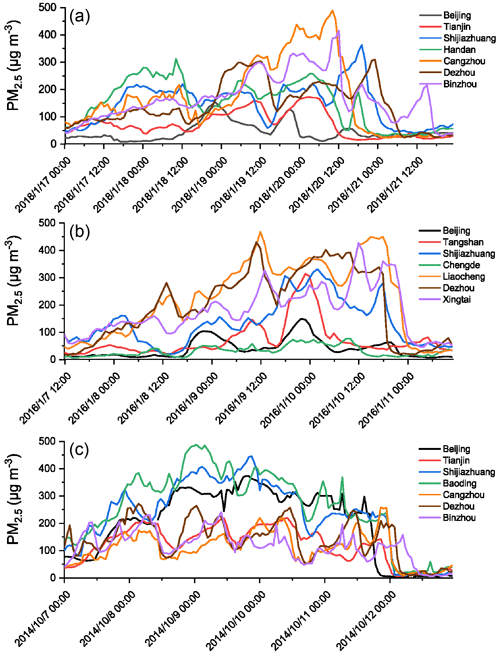 (a)
Beijing
Tianjin
Shijiazhuang
Handan
Cangzhou
Dezhou
Binzhou
PM2.5 (µg m-3)
500
400
300
200
100
0
2018/1/17 00:00
2018/1/17 12:00
2018/1/18 00:00
2018/1/18 12:00
2018/1/19 00:00
2018/1/19 12:00
2018/1/20 00:00
2018/1/20 12:00
2018/1/21 00:00
2018/1/21 12:00
(b)
Beijing
Tangshan
Shijiazhuang
Chengde
Liaocheng
Dezhou
Xingtai
PM2.5 (µg m-3)
500
400
300
200
100
0
2016/1/7 12:00
2016/1/8 00:00
2016/1/8 12:00
2016/1/9 00:00
2016/1/9 12:00
2016/1/10 00:00
2016/1/10 12:00
2016/1/11 00:00
(c)
Beijing
Tianjin
Shijiazhuang
Baoding
Cangzhou
Dezhou
Binzhou
PM2.5 (µg m-3)
500
400
300
200
100
0
2014/10/7 00:00
2014/10/8 00:00
2014/10/9 00:00
2014/10/10 00:00
2014/10/11 00:00
2014/10/12 00:00